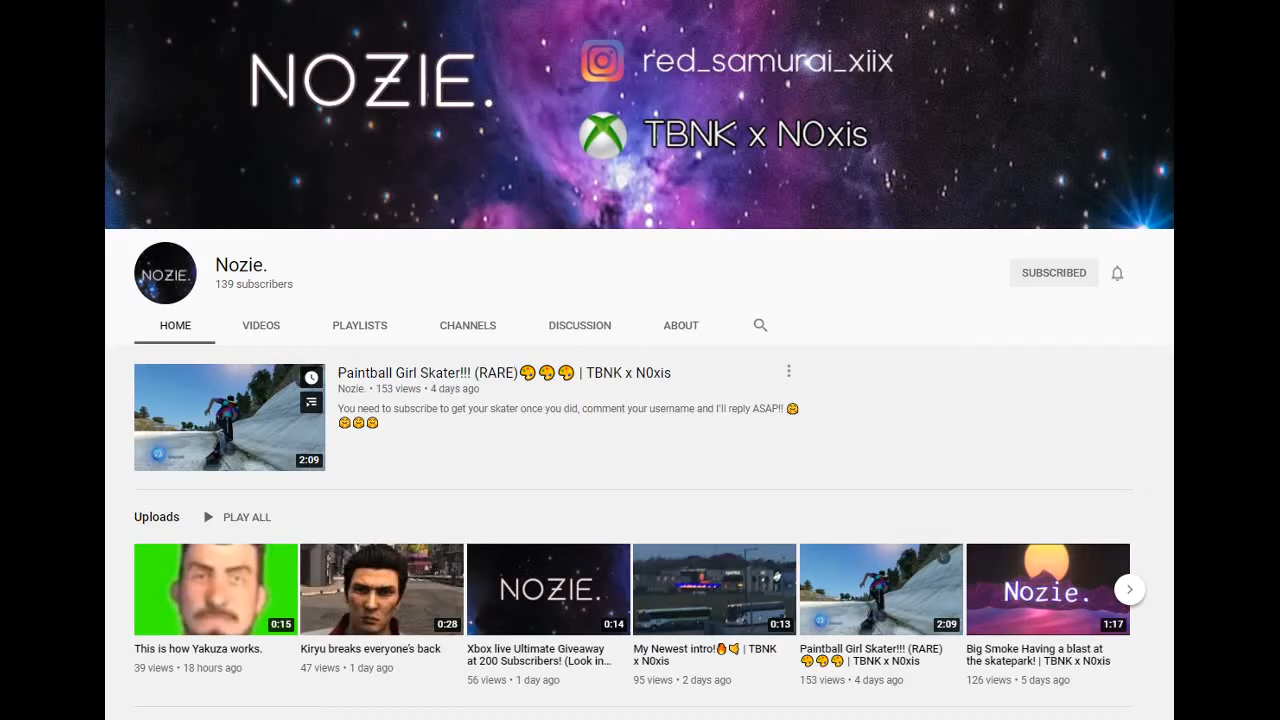 NOZIE.
red_samurai_xiix
TBNK x N0xis
NOZIE.
Nozie.
139 subscribers
SUBSCRIBED
HOME
VIDEOS
PLAYLISTS
CHANNELS
DISCUSSION
ABOUT
Paintball Girl Skater!!! (RARE) | TBNK x N0xis
Nozie. • 153 views • 4 days ago
You need to subscribe to get your skater once you did, comment your username and I'll reply ASAP!!
2:09
Uploads
PLAY ALL
0:15
This is how Yakuza works.
39 views • 18 hours ago
0:28
Kiryu breaks everyone's back
47 views • 1 day ago
NOZIE.
0:14
Xbox live Ultimate Giveaway
at 200 Subscribers! (Look in...
56 views • 1 day ago
0:13
My Newest intro! | TBNK
x N0xis
95 views • 2 days ago
2:09
Paintball Girl Skater!!! (RARE)
| TBNK x N0xis
153 views • 4 days ago
Nozie.
1:17
Big Smoke Having a blast at
the skatepark! | TBNK x N0xis
126 views • 5 days ago